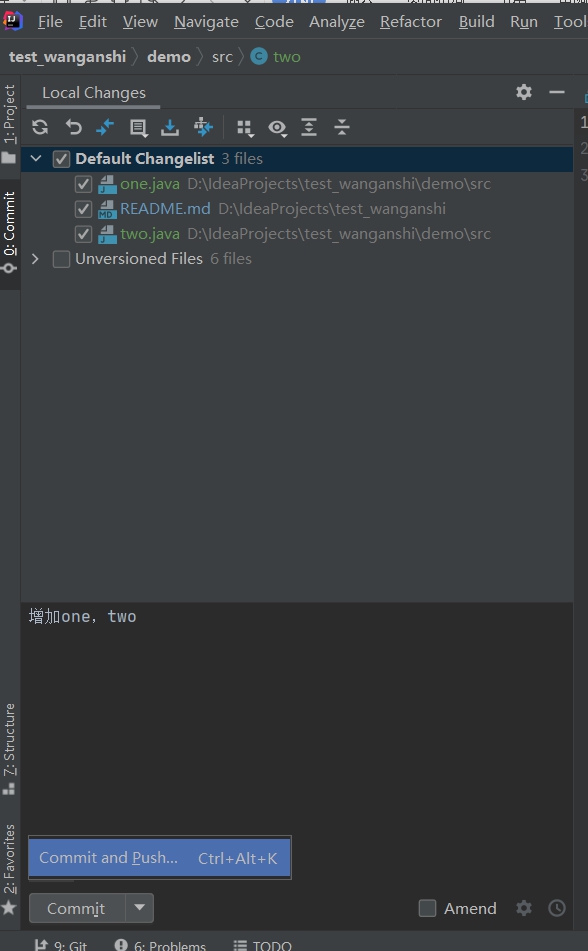 File Edit View Navigate Code Analyze Refactor Build Run Tool
test_wanganshi demo src two
1: Project
Local Changes
Default Changelist 3 files
one.java D:\IdeaProjects\test_wanganshi\demo\src
README.md D:\IdeaProjects\test_wanganshi
two.java D:\IdeaProjects\test_wanganshi\demo\src
Unversioned Files 6 files
0: Commit
1
2
3
增加one，two
7: Structure
2: Favorites
Commit and Push... Ctrl+Alt+K
Commit Amend
9: Git 6: Problems TODO